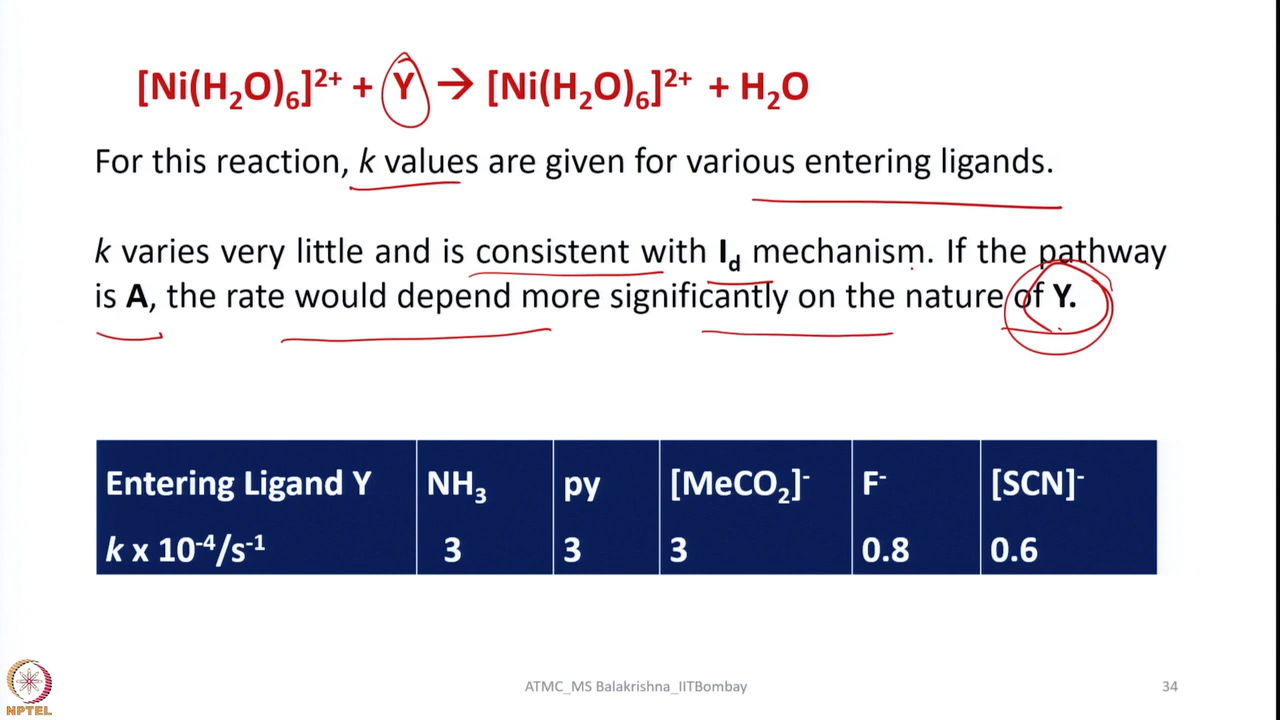 [Ni(H₂O)₆]²⁺ + Y → [Ni(H₂O)₆]²⁺ + H₂O
For this reaction, k values are given for various entering ligands.
k varies very little and is consistent with I_d mechanism. If the pathway
is A, the rate would depend more significantly on the nature of Y.
Entering Ligand Y NH₃ py [MeCO₂]⁻ F⁻ [SCN]⁻
k x 10⁻⁴/s⁻¹ 3 3 3 0.8 0.6
NPTEL
ATMC_MS Balakrishna_IITBombay
34